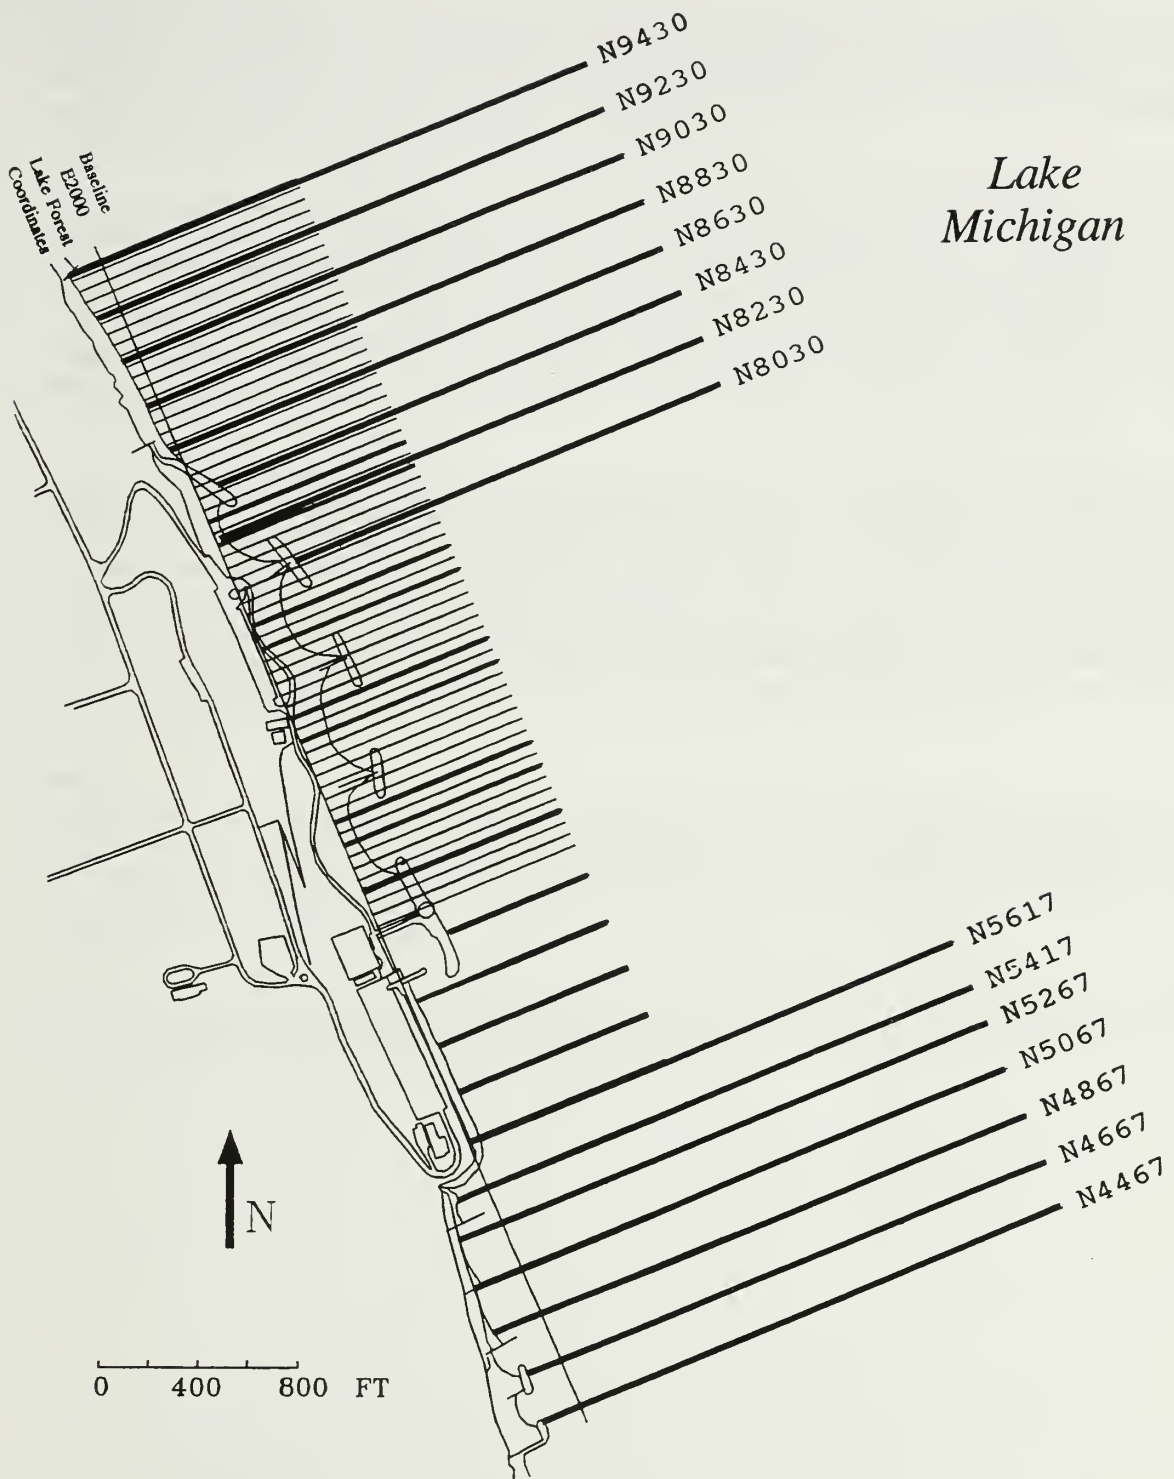 N9430
N9230
N9030
N8830
N8630
N8430
N8230
N8030
Baseline
E2000
Lake Forest
Coordinates
Lake
Michigan
N5617
N5417
N5267
N5067
N4867
N4667
N4467
N
0 400 800 FT